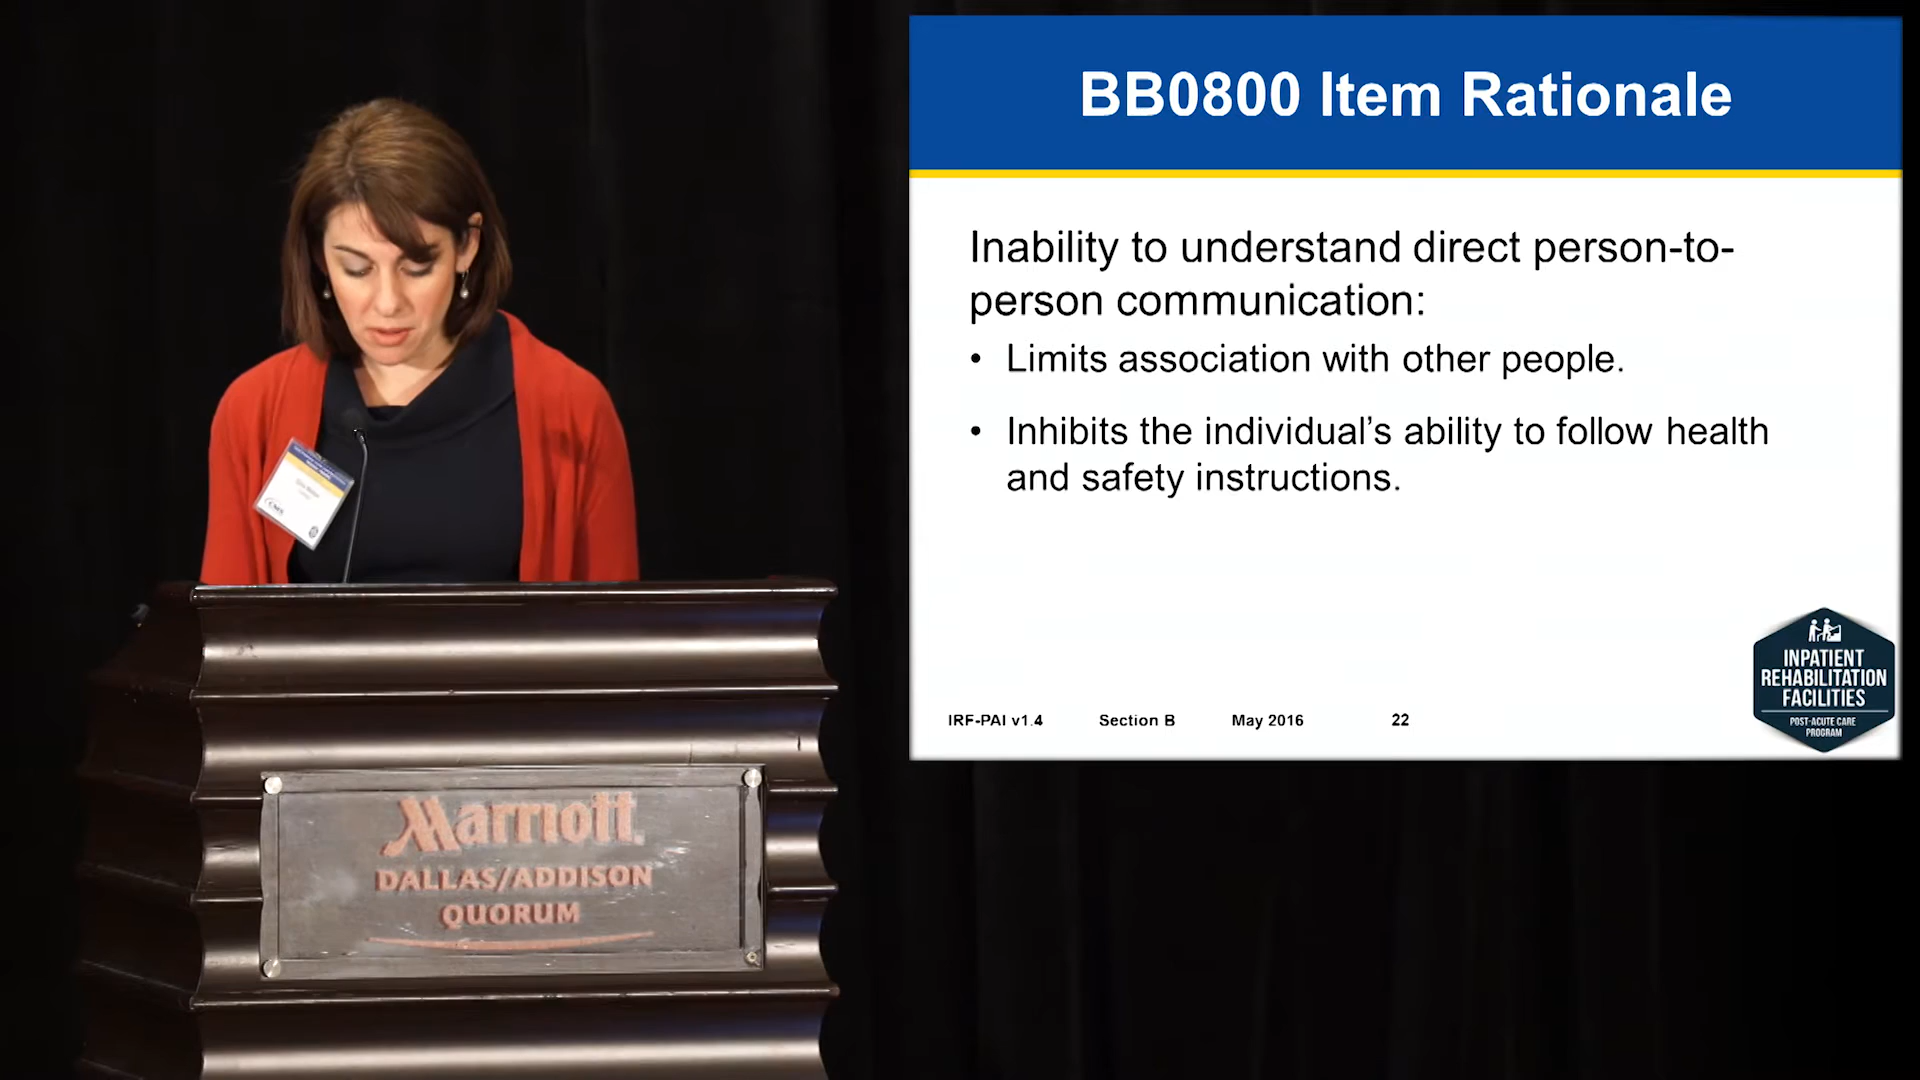 BB0800 Item Rationale
Inability to understand direct person-to-
person communication:
• Limits association with other people.
• Inhibits the individual’s ability to follow health
and safety instructions.
IRF-PAI v1.4 Section B May 2016 22
INPATIENT
REHABILITATION
FACILITIES
POST-ACUTE CARE
PROGRAM
CMS
Marriott.
DALLAS/ADDISON
QUORUM